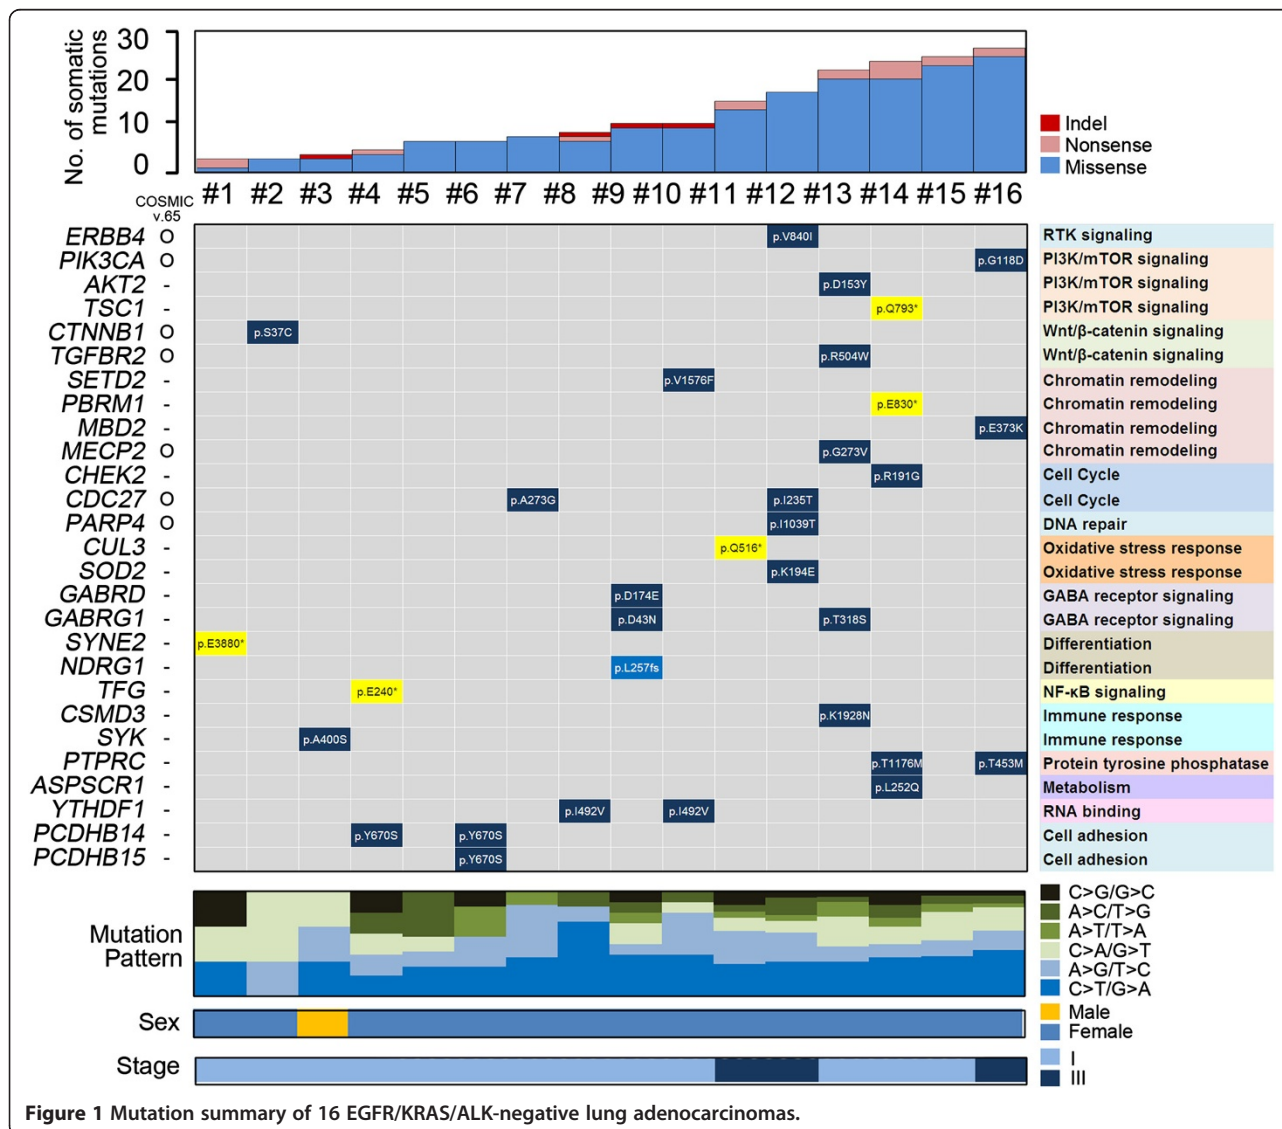 No. of somatic
mutations
30
20
10
0
Indel
Nonsense
Missense
#1 #2 #3 #4 #5 #6 #7 #8 #9 #10 #11 #12 #13 #14 #15 #16
COSMIC
v.65
ERBB4 O p.V840I RTK signaling
PIK3CA O p.G118D PI3K/mTOR signaling
AKT2 - p.D153Y PI3K/mTOR signaling
TSC1 - p.Q793* PI3K/mTOR signaling
CTNNB1 O p.S37C Wnt/β-catenin signaling
TGFBR2 O p.R504W Wnt/β-catenin signaling
SETD2 - p.V1576F Chromatin remodeling
PBRM1 - p.E830* Chromatin remodeling
MBD2 - p.E373K Chromatin remodeling
MECP2 O p.G273V Chromatin remodeling
CHEK2 - p.R191G Cell Cycle
CDC27 O p.A273G p.I235T Cell Cycle
PARP4 O p.I1039T DNA repair
CUL3 - p.Q516* Oxidative stress response
SOD2 - p.K194E Oxidative stress response
GABRD - p.D174E GABA receptor signaling
GABRG1 - p.D43N p.T318S GABA receptor signaling
SYNE2 - p.E3880* Differentiation
NDRG1 - p.L257fs Differentiation
TFG - p.E240* NF-κB signaling
CSMD3 - p.K1928N Immune response
SYK - p.A400S Immune response
PTPRC - p.T1176M p.T453M Protein tyrosine phosphatase
ASPSCR1 - p.L252Q Metabolism
YTHDF1 - p.I492V p.I492V RNA binding
PCDHB14 - p.Y670S p.Y670S Cell adhesion
PCDHB15 - p.Y670S Cell adhesion
Mutation
Pattern
C>G/G>C
A>C/T>G
A>T/T>A
C>A/G>T
A>G/T>C
C>T/G>A
Sex
Male
Female
Stage
I
III
Figure 1 Mutation summary of 16 EGFR/KRAS/ALK-negative lung adenocarcinomas.